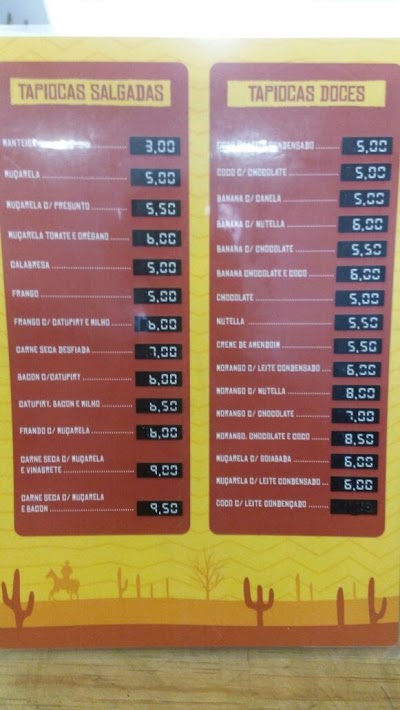 TAPIOCAS SALGADAS
MANTEIGA 3,00
MUÇARELA 5,00
MUÇARELA C/ PRESUNTO 5,50
MUÇARELA TOMATE E ORÉGANO 6,00
CALABRESA 5,00
FRANGO 5,00
FRANGO C/ CATUPIRY E MILHO 6,00
CARNE SECA DESFIADA 7,00
BACON C/CATUPIRY 6,00
CATUPIRY, BACON E MILHO 6,50
FRANDO C/ MUÇARELA 6,00
CARNE SECA C/ MUÇARELA
E VINAGRETE 9,00
CARNE SECA C/ MUÇARELA
E BACON 9,50
TAPIOCAS DOCES
CONDENSADO 5,00
COCO C/ CHOCOLATE 5,00
BANANA C/ CANELA 5,00
BANANA C/ NUTELLA 6,00
BANANA C/ CHOCOLATE 5,50
BANANA CHOCOLATE E COCO 6,00
CHOCOLATE 5,00
NUTELLA 5,50
CREME DE AMENDOIM 5,50
MORANGO C/ LEITE CONDENSADO 6,00
MORANGO C/ NUTELLA 8,00
MORANGO C/ CHOCOLATE 7,00
MORANGO, CHOCOLATE E COCO 8,50
MUÇARELA C/ GOIABADA 6,00
MUÇARELA C/ LEITE CONDENSADO 6,00
COCO C/ LEITE CONDENÇADO